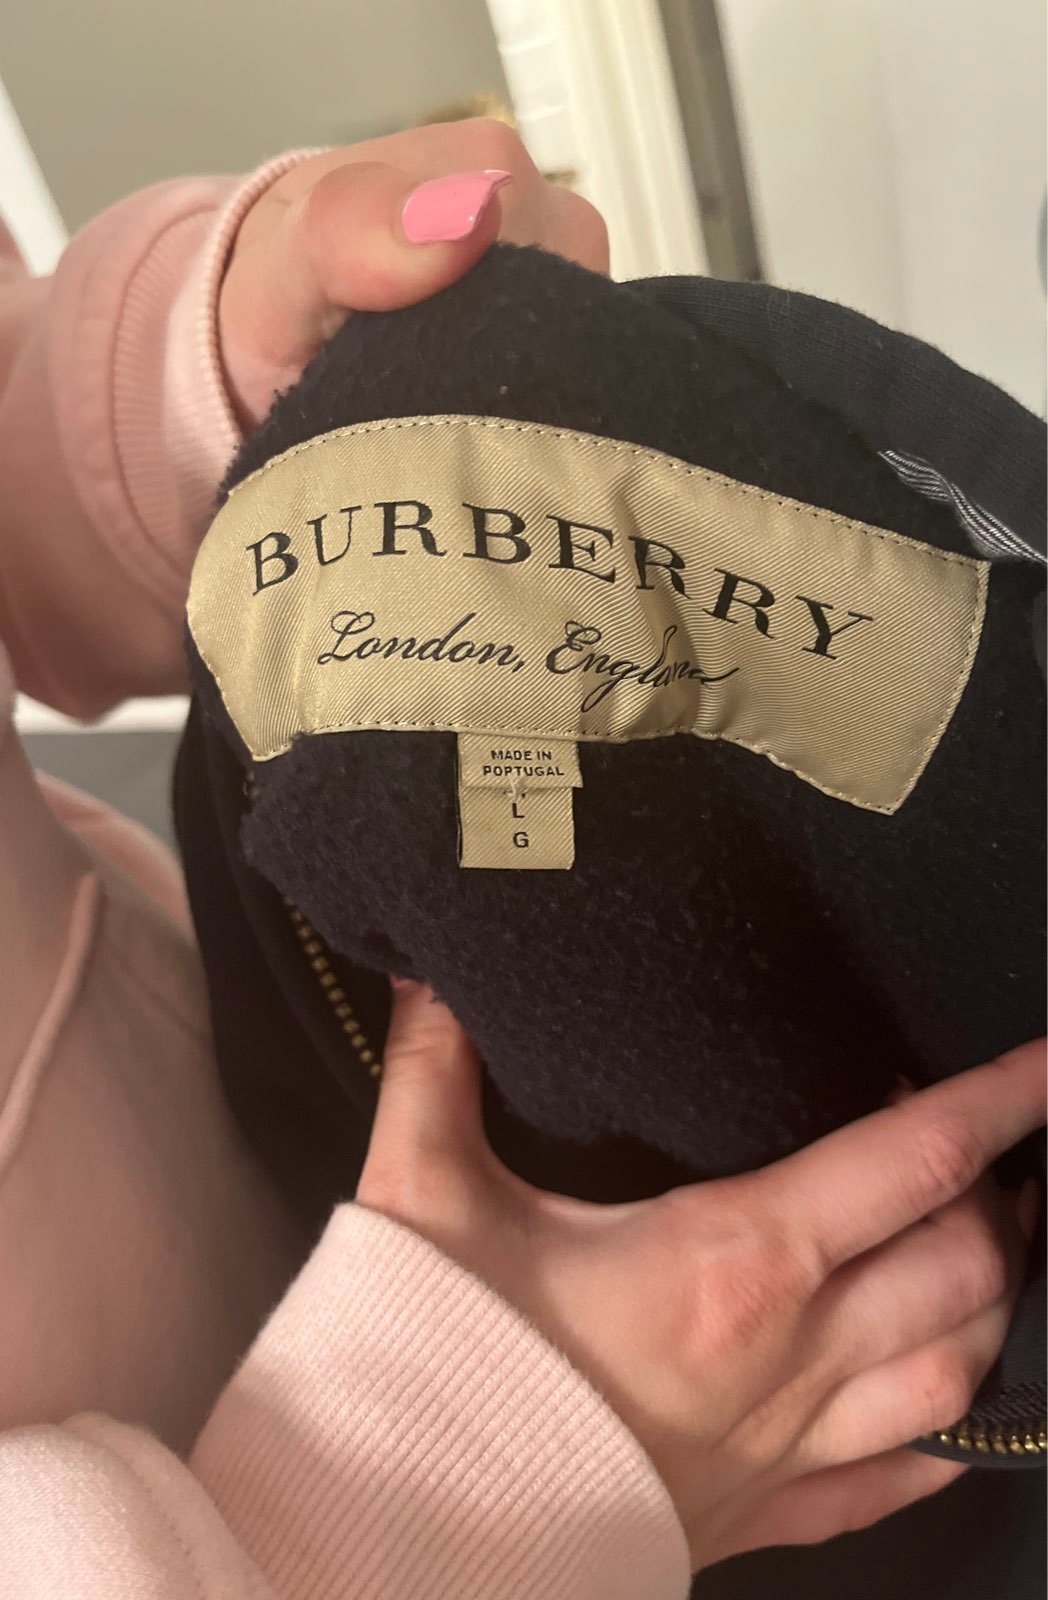 BURBERRY
London, England
MADE IN
PORTUGAL
L
G